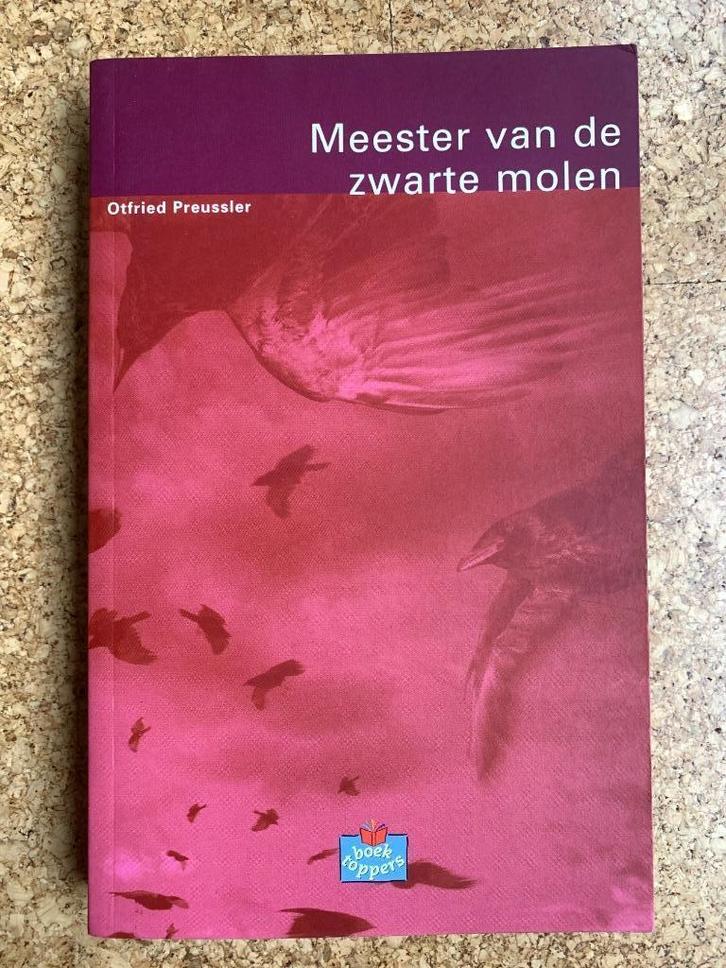 Meester van de
zwarte molen
Otfried Preussler
boek
toppers